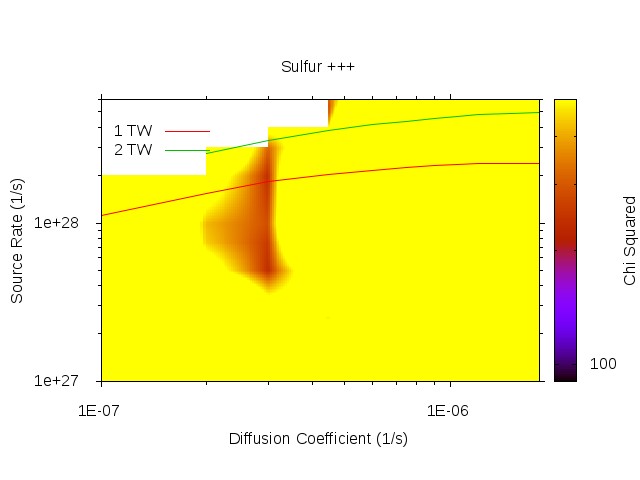 Sulfur +++
1 TW
2 TW
Source Rate (1/s)
1e+28
1e+27
1E-07
1E-06
Diffusion Coefficient (1/s)
Chi Squared
100